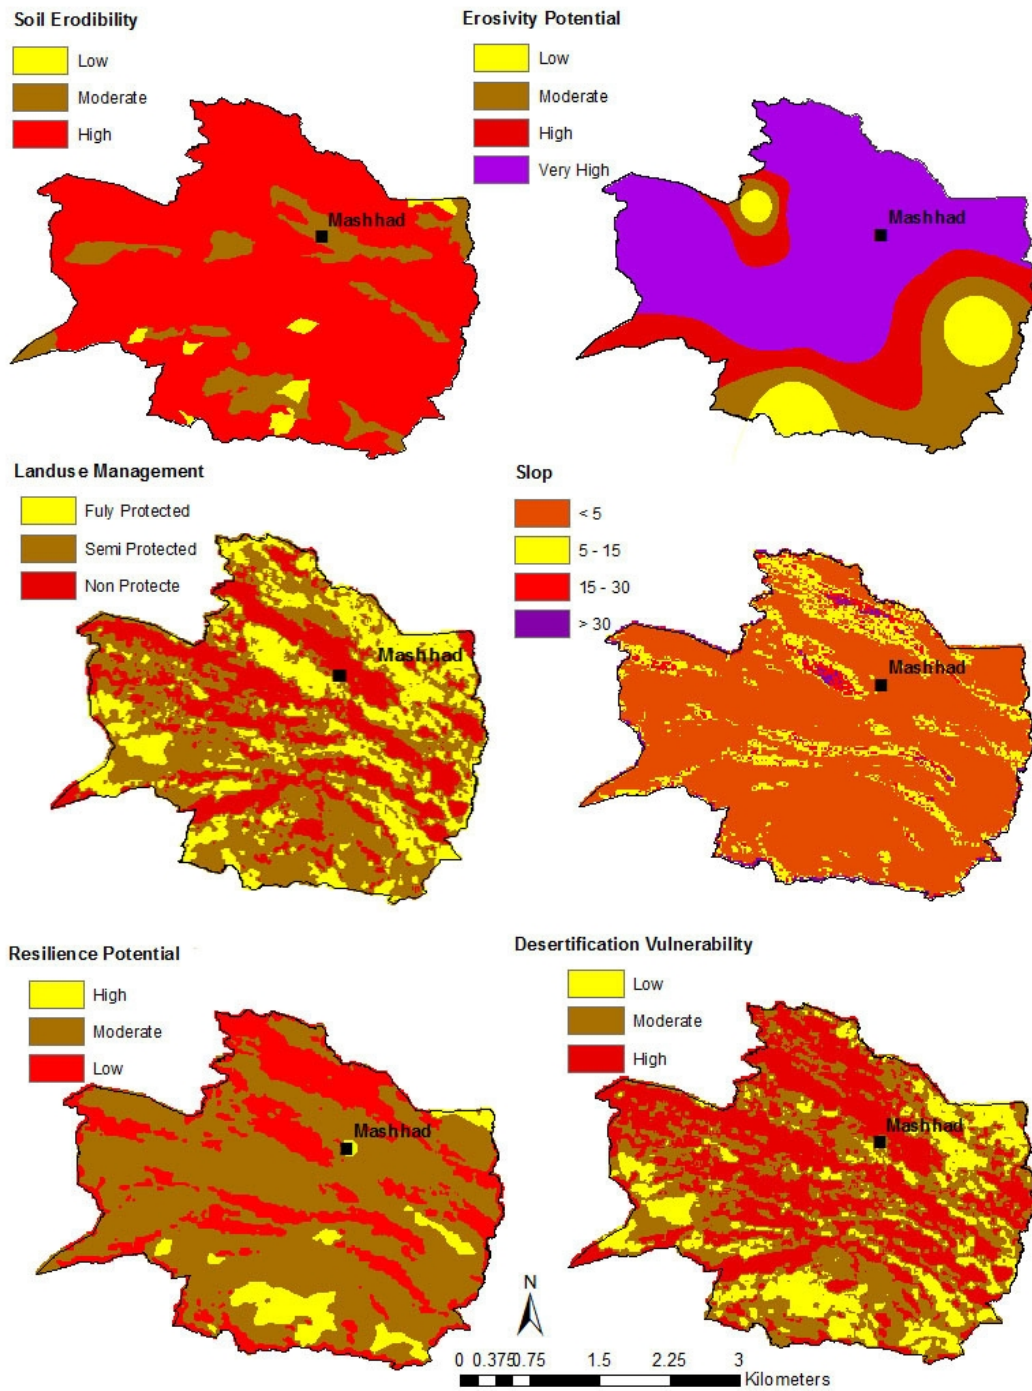 Soil Erodibility
Low
Moderate
High
Mashhad
Erosivity Potential
Low
Moderate
High
Very High
Mashhad
Landuse Management
Fuly Protected
Semi Protected
Non Protecte
Mashhad
Slop
< 5
5 - 15
15 - 30
> 30
Mashhad
Resilience Potential
High
Moderate
Low
Mashhad
Desertification Vulnerability
Low
Moderate
High
Mashhad
N
0 0.375 0.75 1.5 2.25 3
Kilometers